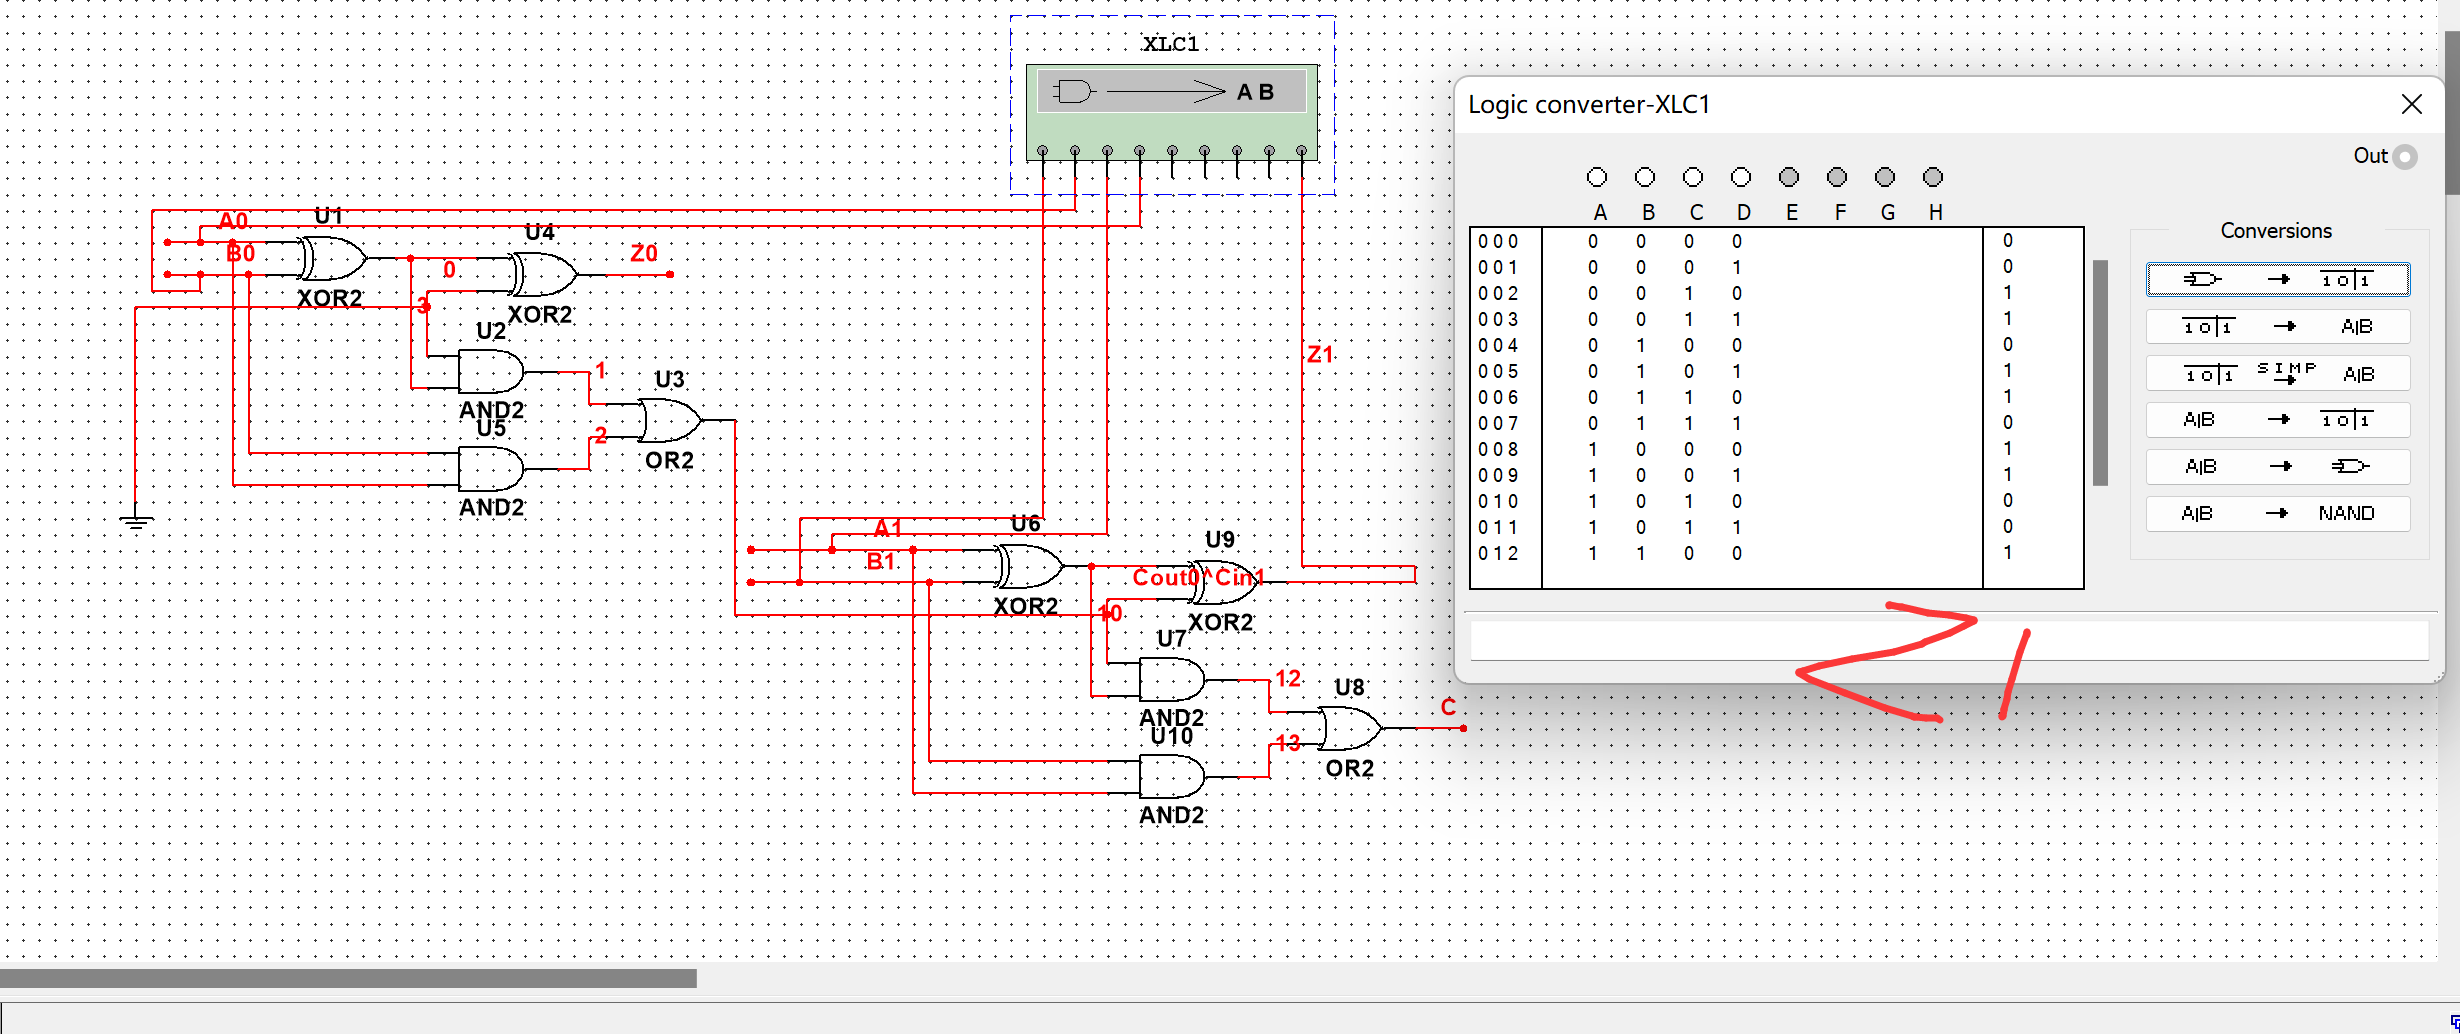 XLC1
A B
A0
U1
B0
XOR2
U4
0
Z0
3
XOR2
U2
AND2
1
U5
AND2
2
U3
OR2
A1
U6
B1
XOR2
U9
Cout0^Cin1
10
XOR2
U7
AND2
12
U10
AND2
13
U8
OR2
C
Z1
Logic converter-XLC1
Out
A B C D E F G H
000 0 0 0 0 0
001 0 0 0 1 0
002 0 0 1 0 1
003 0 0 1 1 1
004 0 1 0 0 0
005 0 1 0 1 1
006 0 1 1 0 1
007 0 1 1 1 0
008 1 0 0 0 1
009 1 0 0 1 1
010 1 0 1 0 0
011 1 0 1 1 0
012 1 1 0 0 1
Conversions
→ 1 0 | 1
1 0 | 1 → A|B
1 0 | 1 SIMP → A|B
A|B → 1 0 | 1
A|B →
A|B → NAND
Z1